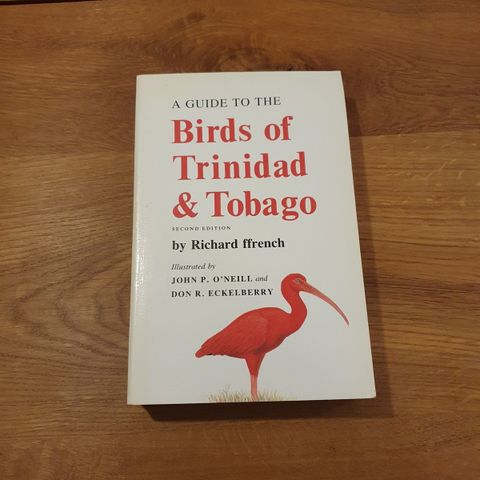 A GUIDE TO THE
Birds of
Trinidad
& Tobago
SECOND EDITION
by Richard ffrench
Illustrated by
JOHN P. O'NEILL and
DON R. ECKELBERRY